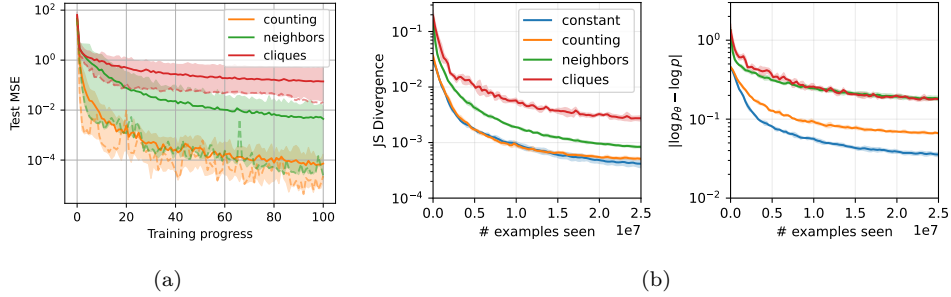 Test MSE
10²
10⁰
10⁻²
10⁻⁴
counting
neighbors
cliques
0 20 40 60 80 100
Training progress
(a)
JS Divergence
10⁻¹
10⁻²
10⁻³
10⁻⁴
constant
counting
neighbors
cliques
0.0 0.5 1.0 1.5 2.0 2.5
1e7
# examples seen
|log pθ − log p|
10⁰
10⁻¹
10⁻²
0.0 0.5 1.0 1.5 2.0 2.5
1e7
# examples seen
(b)